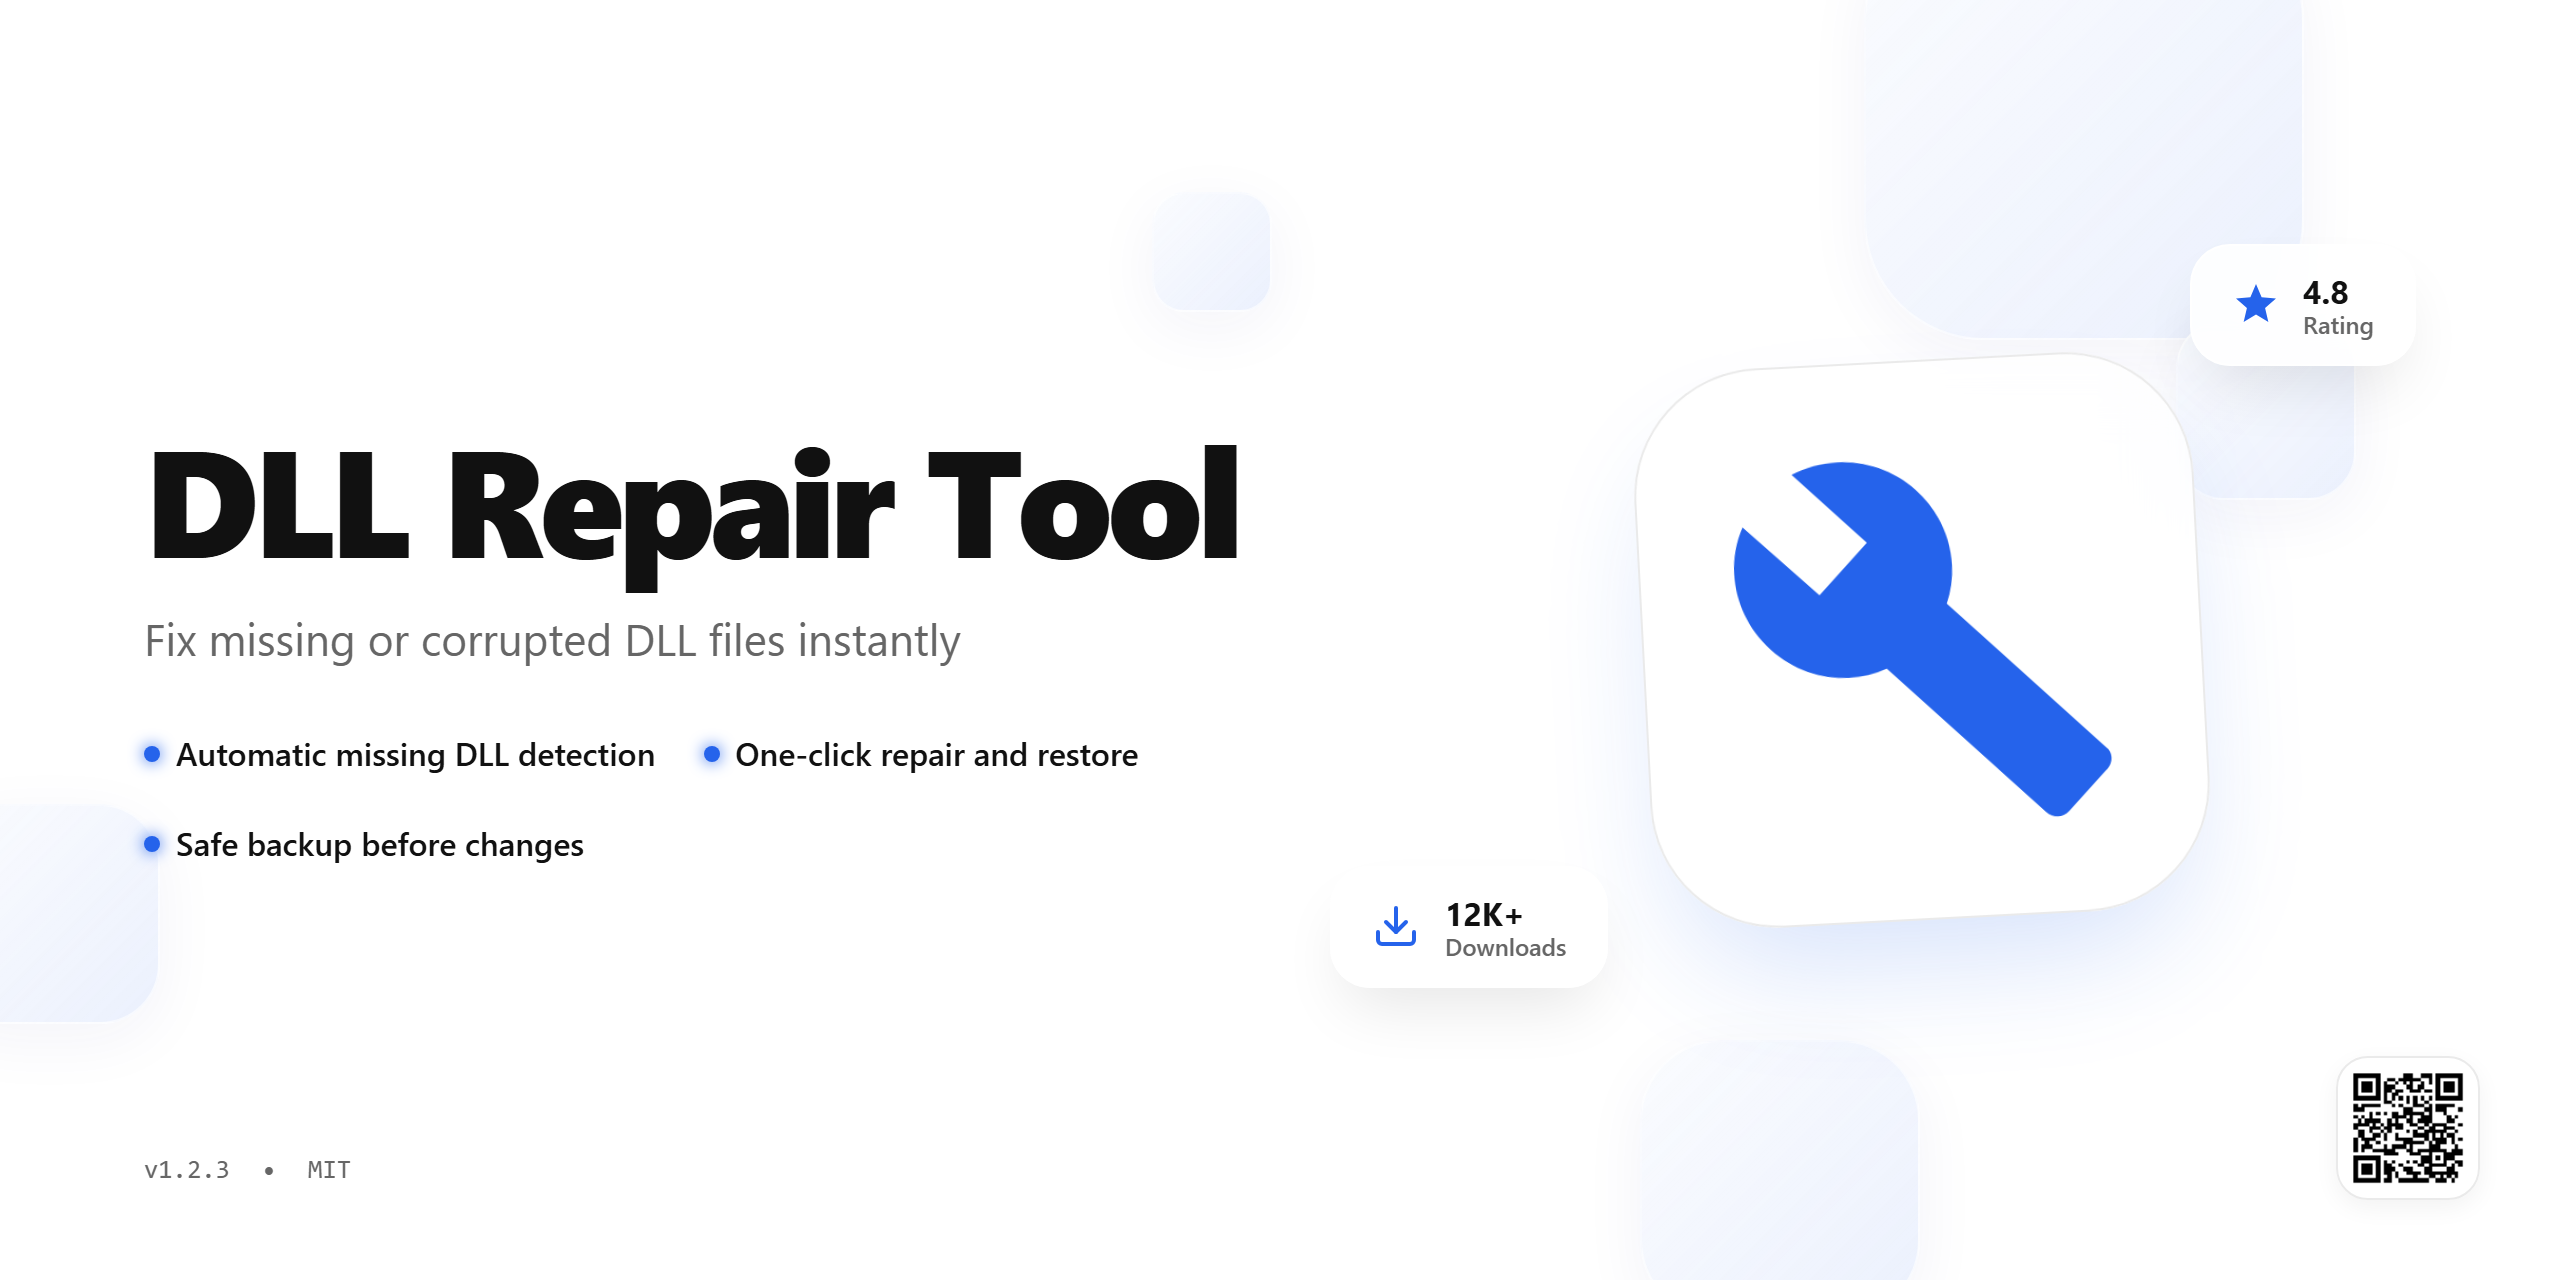 DLL Repair Tool
Fix missing or corrupted DLL files instantly
Automatic missing DLL detection
One-click repair and restore
Safe backup before changes
4.8
Rating
12K+
Downloads
v1.2.3 • MIT